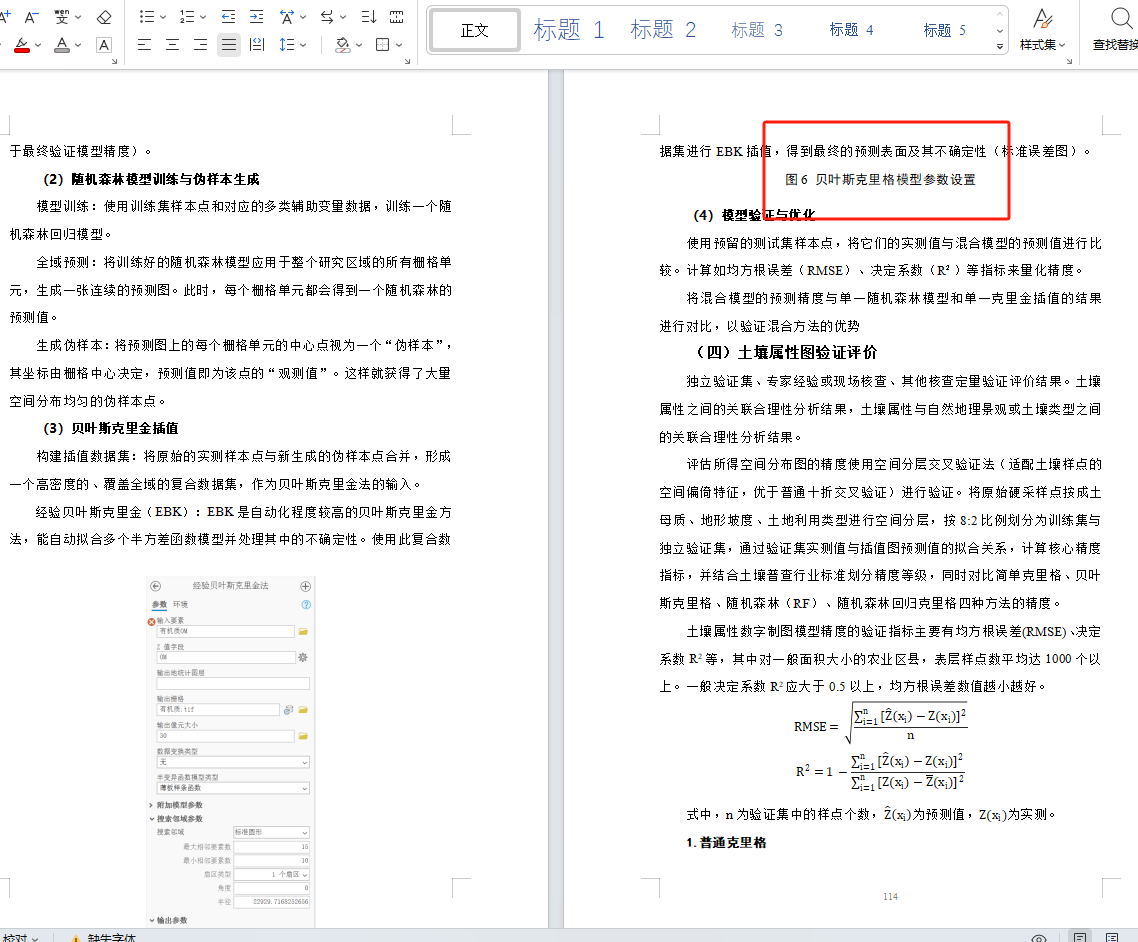 A+ A- wén
A A
正文
标题 1
标题 2
标题 3
标题 4
标题 5
样式集
查找替换
于最终验证模型精度）。
（2）随机森林模型训练与伪样本生成
模型训练：使用训练集样本点和对应的多类辅助变量数据，训练一个随
机森林回归模型。
全域预测：将训练好的随机森林模型应用于整个研究区域的所有栅格单
元，生成一张连续的预测图。此时，每个栅格单元都会得到一个随机森林的
预测值。
生成伪样本：将预测图上的每个栅格单元的中心点视为一个“伪样本”，
其坐标由栅格中心决定，预测值即为该点的“观测值”。这样就获得了大量
空间分布均匀的伪样本点。
（3）贝叶斯克里金插值
构建插值数据集：将原始的实测样本点与新生成的伪样本点合并，形成
一个高密度的、覆盖全域的复合数据集，作为贝叶斯克里金法的输入。
经验贝叶斯克里金（EBK）：EBK 是自动化程度较高的贝叶斯克里金方
法，能自动拟合多个半方差函数模型并处理其中的不确定性。使用此复合数
经验贝叶斯克里金法
参数 环境
输入要素
有机质OM
Z 值字段
OM
输出地统计图层
输出栅格
有机质.tif
输出像元大小
30
数据变换类型
无
半变异函数模型类型
薄板样条函数
附加模型参数
搜索邻域参数
搜索邻域 标准圆形
最大相邻要素数 15
最小相邻要素数 10
扇区类型 1 个扇区
角度 0
半径 22929.7168252656
输出参数
据集进行 EBK 插值，得到最终的预测表面及其不确定性（标准误差图）。
图 6 贝叶斯克里格模型参数设置
（4）模型验证与优化
使用预留的测试集样本点，将它们的实测值与混合模型的预测值进行比
较。计算如均方根误差（RMSE）、决定系数（R²）等指标来量化精度。
将混合模型的预测精度与单一随机森林模型和单一克里金插值的结果
进行对比，以验证混合方法的优势
（四）土壤属性图验证评价
独立验证集、专家经验或现场核查、其他核查定量验证评价结果。土壤
属性之间的关联合理性分析结果，土壤属性与自然地理景观或土壤类型之间
的关联合理性分析结果。
评估所得空间分布图的精度使用空间分层交叉验证法（适配土壤样点的
空间偏倚特征，优于普通十折交叉验证）进行验证。将原始硬采样点按成土
母质、地形坡度、土地利用类型进行空间分层，按 8:2 比例划分为训练集与
独立验证集，通过验证集实测值与插值图预测值的拟合关系，计算核心精度
指标，并结合土壤普查行业标准划分精度等级，同时对比简单克里格、贝叶
斯克里格、随机森林（RF）、随机森林回归克里格四种方法的精度。
土壤属性数字制图模型精度的验证指标主要有均方根误差(RMSE)、决定
系数 R² 等，其中对一般面积大小的农业区县，表层样点数平均达 1000 个以
上。一般决定系数 R² 应大于 0.5 以上，均方根误差数值越小越好。
RMSE = √(∑ⁿᵢ₌₁[Ẑ(xᵢ) − Z(xᵢ)]² / n)
R² = 1 − ∑ⁿᵢ₌₁[Ẑ(xᵢ) − Z(xᵢ)]² / ∑ⁿᵢ₌₁[Z(xᵢ) − Z̅(xᵢ)]²
式中，n 为验证集中的样点个数，Ẑ(xᵢ)为预测值，Z(xᵢ)为实测。
1. 普通克里格
114
校对
缺失字体